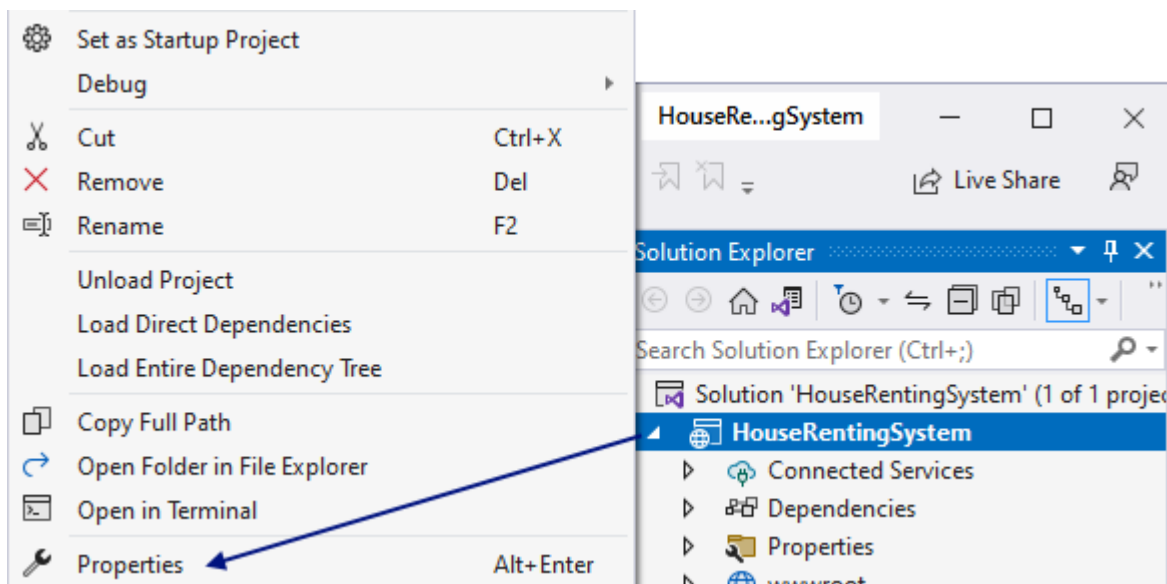 Set as Startup Project
Debug
Cut Ctrl+X
Remove Del
Rename F2
Unload Project
Load Direct Dependencies
Load Entire Dependency Tree
Copy Full Path
Open Folder in File Explorer
Open in Terminal
Properties Alt+Enter
HouseRe...gSystem
Live Share
Solution Explorer
Search Solution Explorer (Ctrl+;)
Solution 'HouseRentingSystem' (1 of 1 projec
HouseRentingSystem
Connected Services
Dependencies
Properties
wwwroot